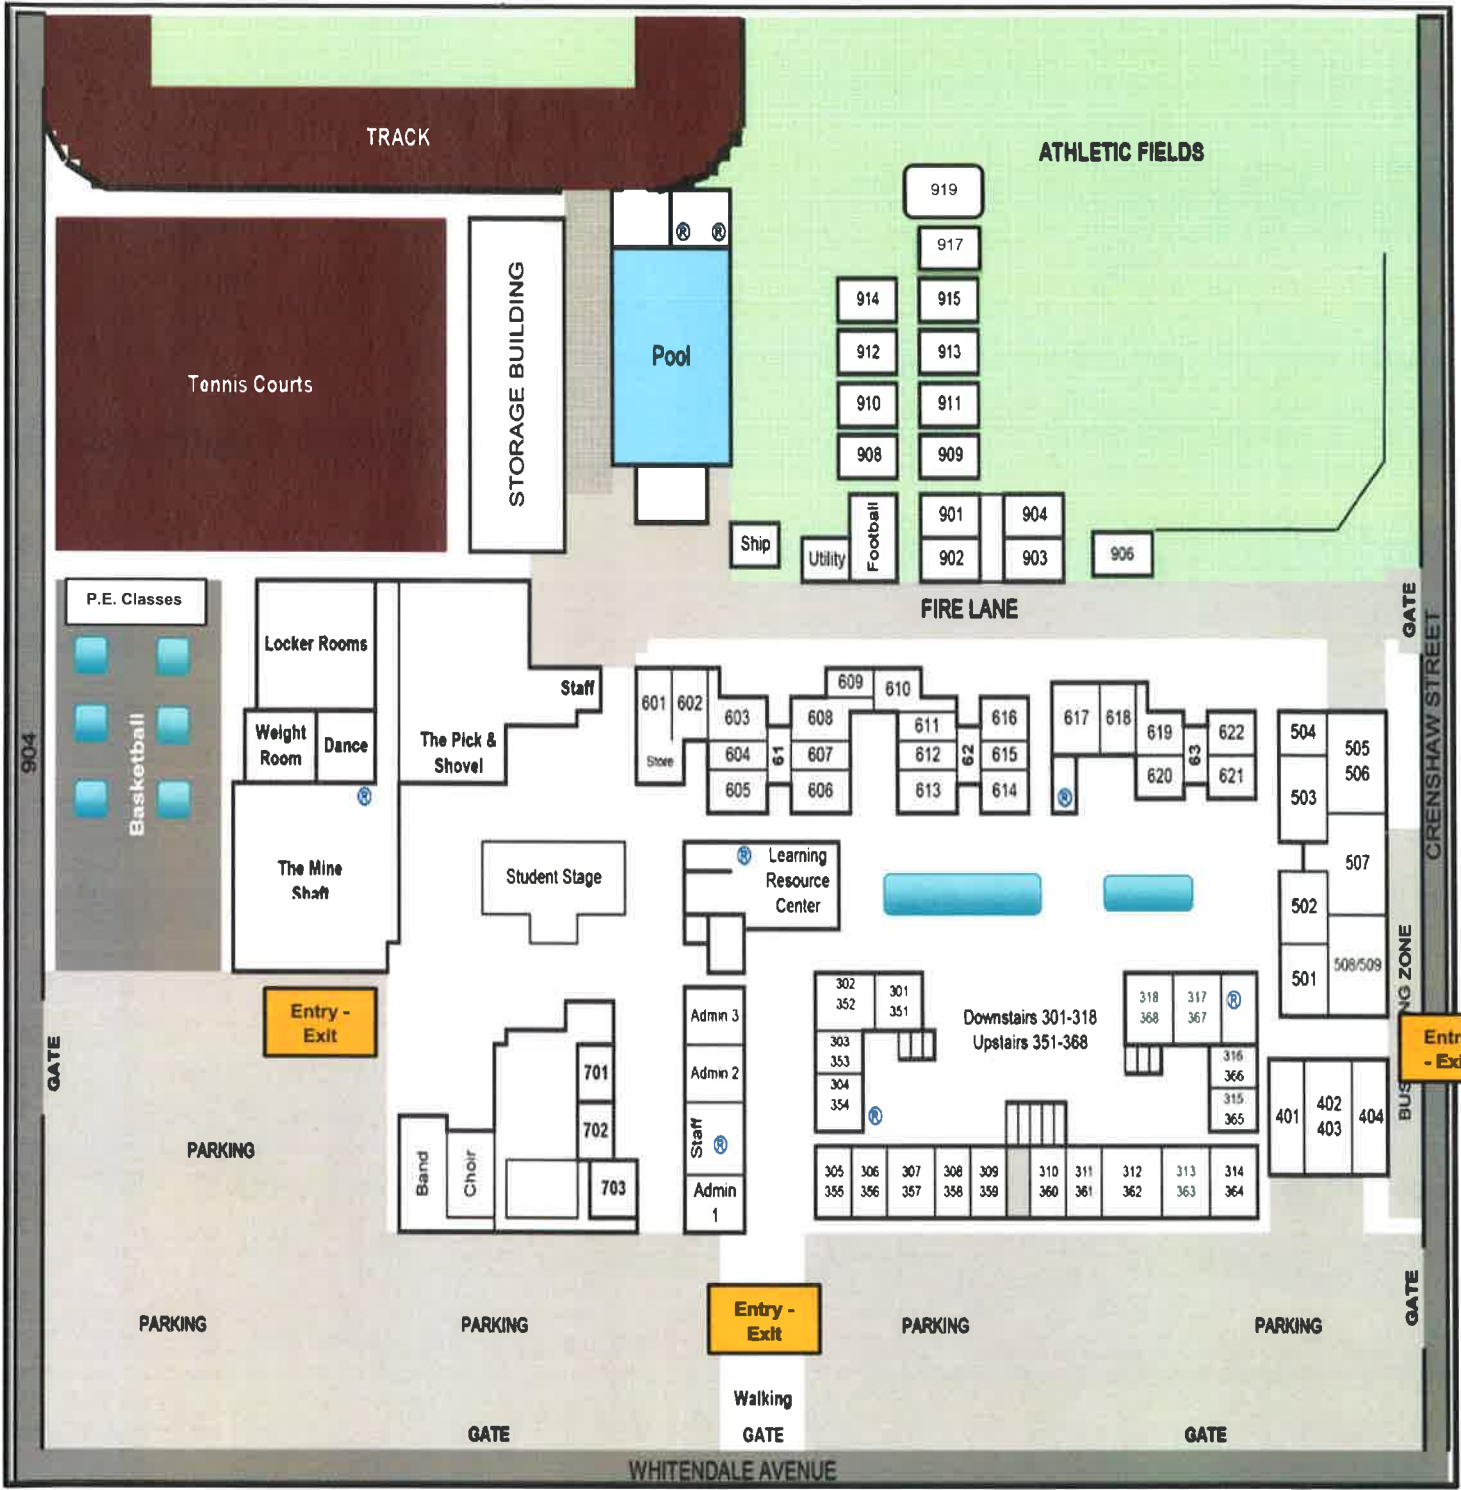 TRACK
ATHLETIC FIELDS
919
917
914
915
912
913
910
911
908
909
Pool
Tennis Courts
STORAGE BUILDING
® ®
Ship
Utility
Football
901
904
902
903
906
FIRE LANE
GATE
CRENSHAW STREET
904
P.E. Classes
Basketball
Locker Rooms
Weight
Room
Dance
The Pick &
Shovel
Staff
®
The Mine
Shaft
601
602
Store
603
604
605
61
608
607
606
609
610
611
612
613
62
616
615
614
617
618
619
620
63
622
621
®
504
505
506
503
507
502
501
508/509
Student Stage
®
Learning
Resource
Center
Entry -
Exit
GATE
PARKING
Band
Choir
701
702
703
Admin 3
Admin 2
Staff
®
Admin
1
302
352
301
351
303
353
304
354
®
Downstairs 301-318
Upstairs 351-368
318
368
317
367
®
316
366
315
365
305
355
306
356
307
357
308
358
309
359
310
360
311
361
312
362
313
363
314
364
401
402
403
404
NG ZONE
BUS
GATE
PARKING
PARKING
Entry -
Exit
PARKING
PARKING
Walking
GATE
GATE
GATE
WHITENDALE AVENUE